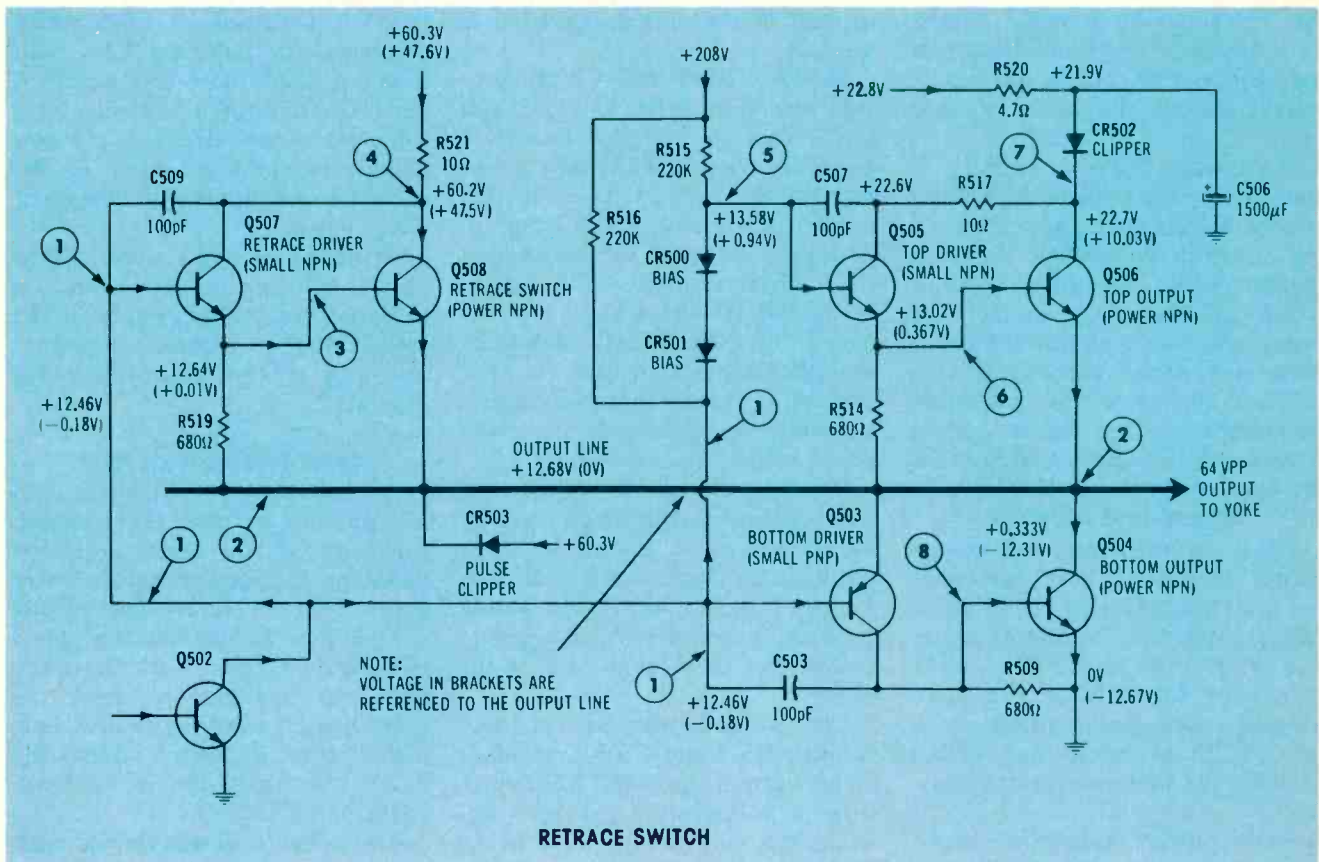 +60.3V
(+47.6V)
R521
10Ω
4
+60.2V
(+47.5V)
C509
100pF
1
Q507
RETRACE DRIVER
(SMALL NPN)
Q508
RETRACE SWITCH
(POWER NPN)
3
+12.64V
(+0.01V)
+12.46V
(−0.18V)
R519
680Ω
OUTPUT LINE
+12.68V (0V)
1
2
CR503
PULSE
CLIPPER
+60.3V
Q502
NOTE:
VOLTAGE IN BRACKETS ARE
REFERENCED TO THE OUTPUT LINE
+208V
R515
220K
5
R516
220K
+13.58V
(+0.94V)
CR500
BIAS
CR501
BIAS
1
C507
100pF
+22.6V
R517
10Ω
Q505
TOP DRIVER
(SMALL NPN)
+13.02V
(0.367V)
6
R514
680Ω
+22.8V
R520
4.7Ω
+21.9V
CR502
CLIPPER
7
C506
1500μF
+
+22.7V
(+10.03V)
Q506
TOP OUTPUT
(POWER NPN)
2
64 VPP
OUTPUT
TO YOKE
Q503
BOTTOM DRIVER
(SMALL PNP)
+0.333V
(−12.31V)
8
Q504
BOTTOM OUTPUT
(POWER NPN)
1
+12.46V
(−0.18V)
C503
100pF
R509
680Ω
0V
(−12.67V)
RETRACE SWITCH